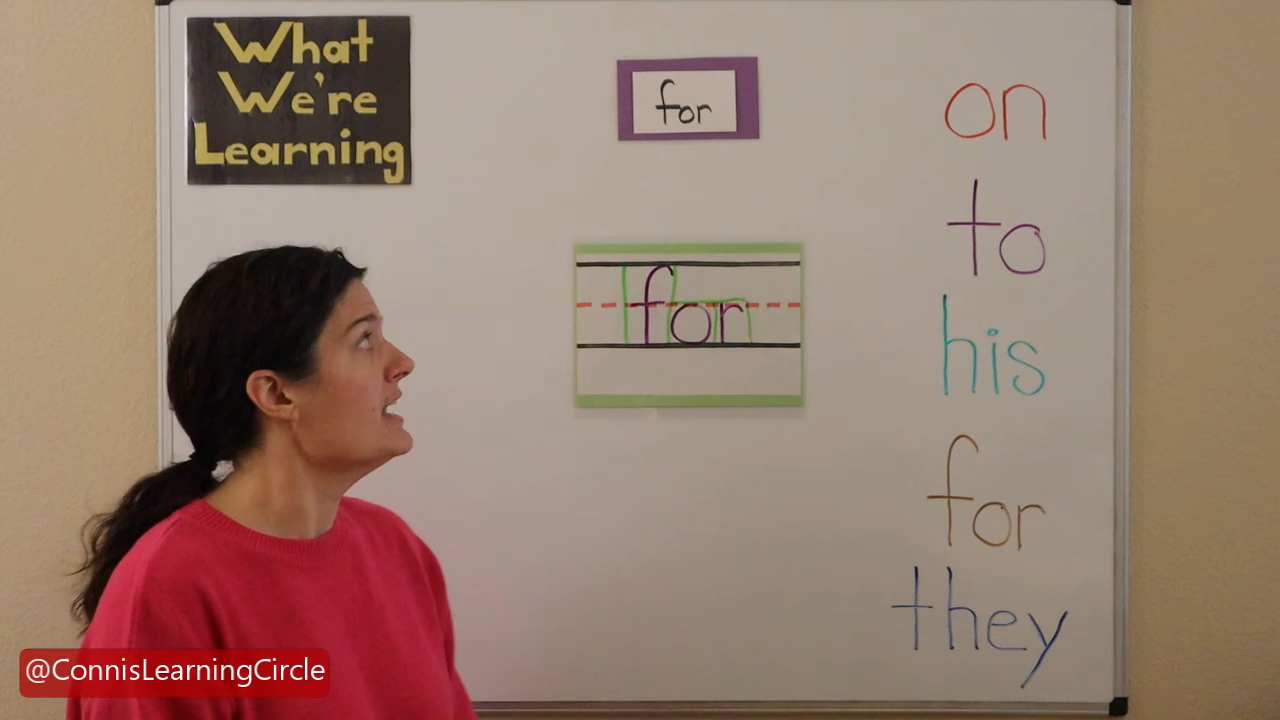 What
We're
Learning
for
for
on
to
his
for
they
@ConnisLearningCircle